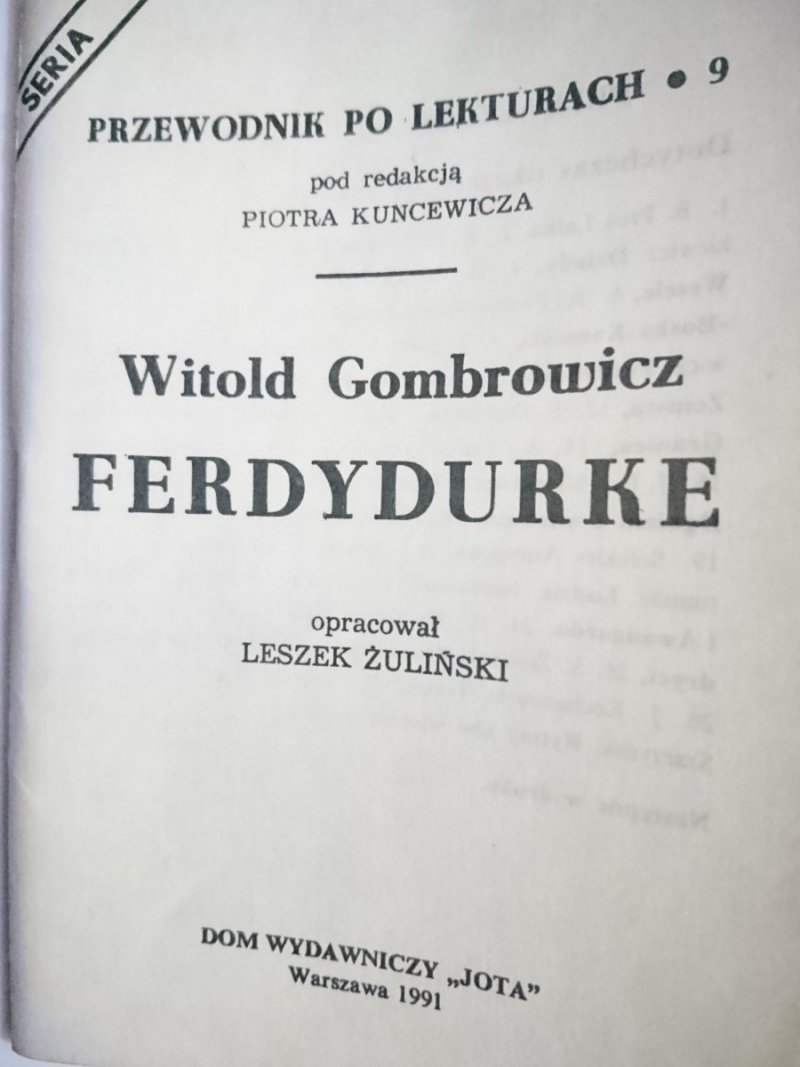 SERIA
PRZEWODNIK PO LEKTURACH • 9
pod redakcją
PIOTRA KUNCEWICZA
Witold Gombrowicz
FERDYDURKE
opracował
LESZEK ŻULIŃSKI
DOM WYDAWNICZY „JOTA”
Warszawa 1991